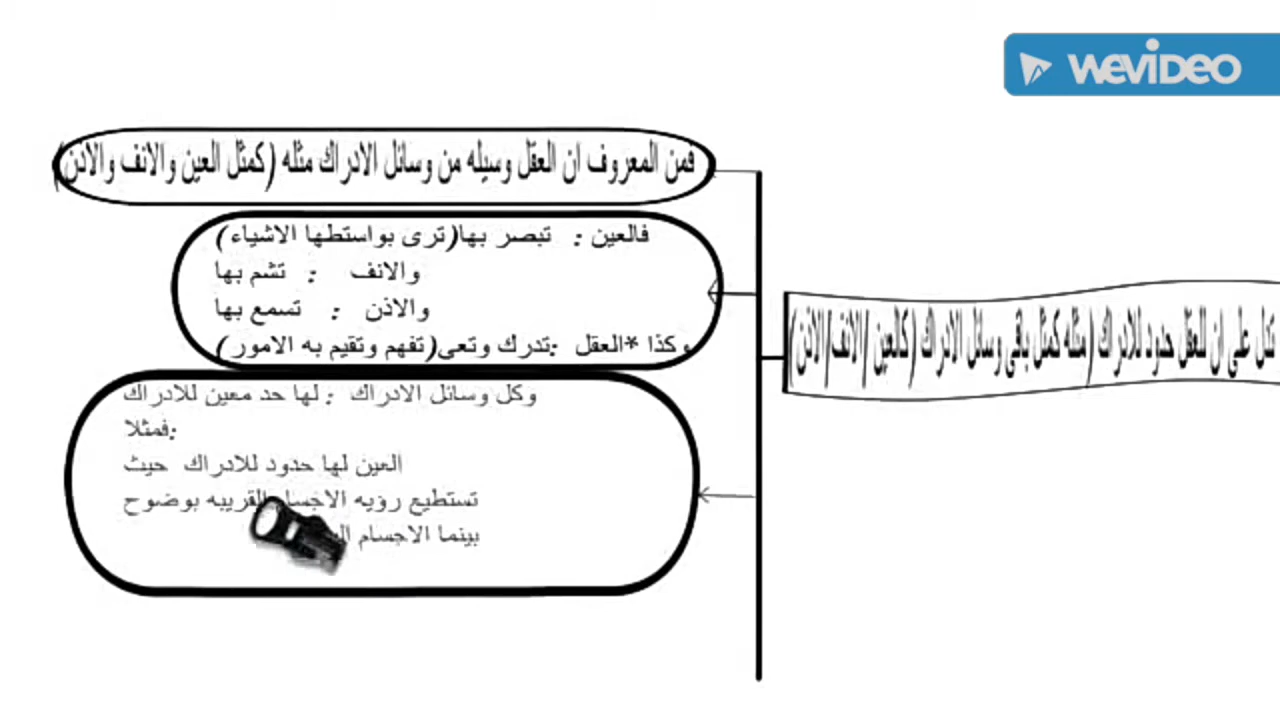 WEVIDEO
تدل على ان للعقل حدود للادراك (مثله كمثل باقى وسائل الادراك (كالعين/الانف/الاذن)
فمن المعروف ان العقل وسيله من وسائل الادراك مثله (كمثل العين والانف والاذن)
فالعين : تبصر بها(ترى بواستطها الاشياء)
والانف : تشم بها
والاذن : تسمع بها
وكذا *العقل :تدرك وتعى(تفهم وتقيم به الامور)
وكل وسائل الادراك : لها حد معين للادراك
فمثلا:
العين لها حدود للادراك حيث
تستطيع رؤيه الاجسام القريبه بوضوح
بينما الاجسام